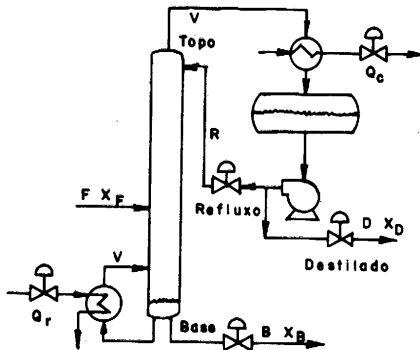 V
Topo
Qc
R
F XF
Refluxo
D XD
V
Destilado
Qr
Base
B XB